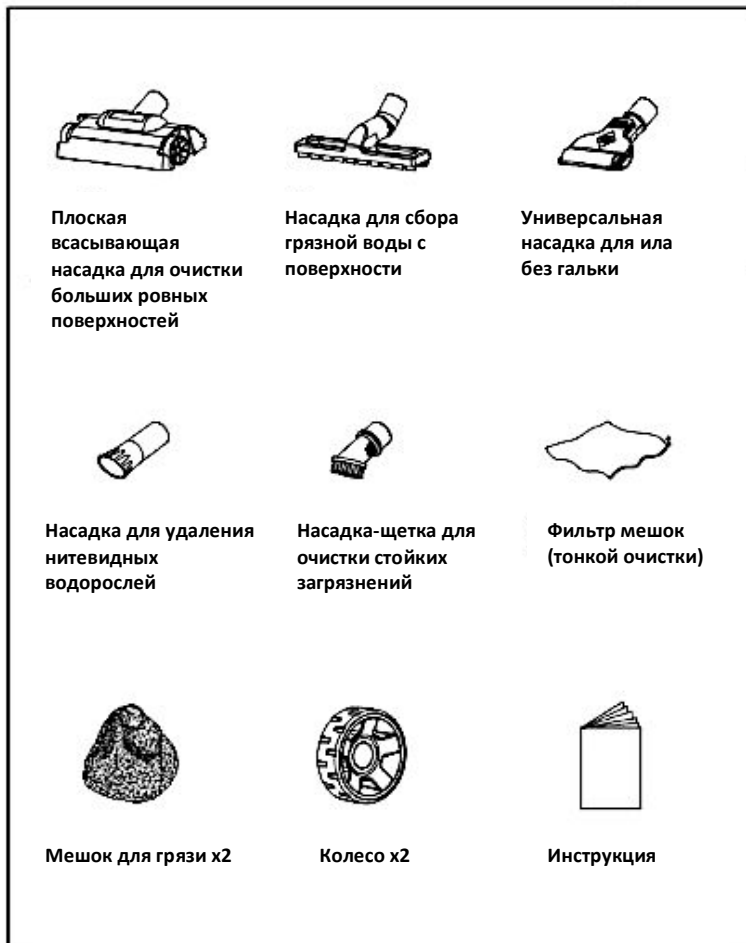 Плоская
всасывающая
насадка для очистки
больших ровных
поверхностей
Насадка для сбора
грязной воды с
поверхности
Универсальная
насадка для ила
без гальки
Насадка для удаления
нитевидных
водорослей
Насадка-щетка для
очистки стойких
загрязнений
Фильтр мешок
(тонкой очистки)
Мешок для грязи х2
Колесо х2
Инструкция